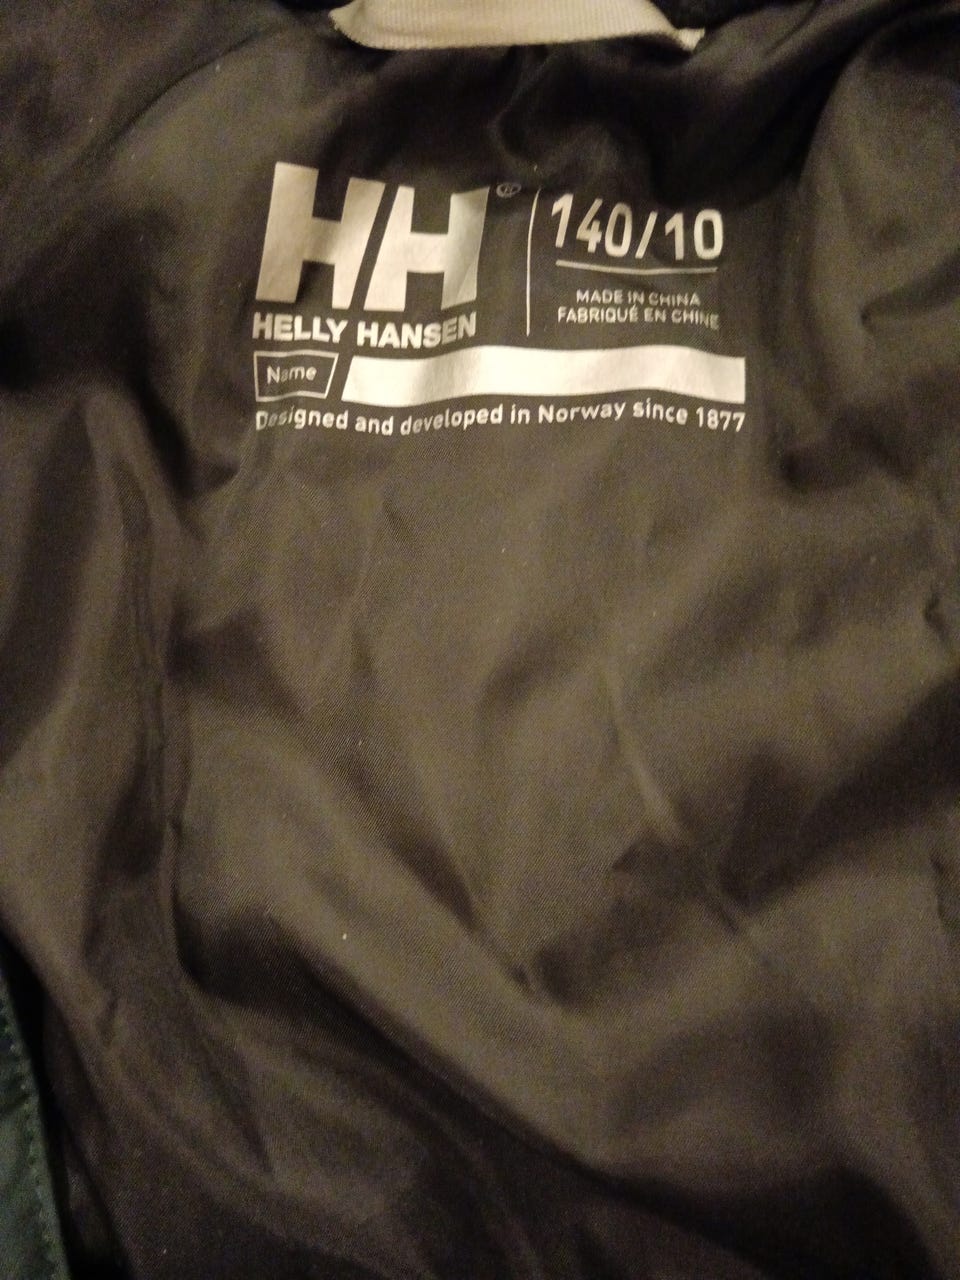 HH®
HELLY HANSEN
140/10
MADE IN CHINA
FABRIQUÉ EN CHINE
Name
Designed and developed in Norway since 1877